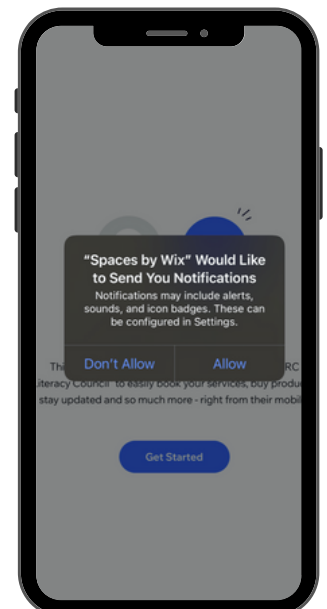 "Spaces by Wix" Would Like
to Send You Notifications
Notifications may include alerts,
sounds, and icon badges. These can
be configured in Settings.
Don't Allow
Allow
RC
Literacy Council to easily book your services, buy
stay updated and so much more - right from their
Get Started